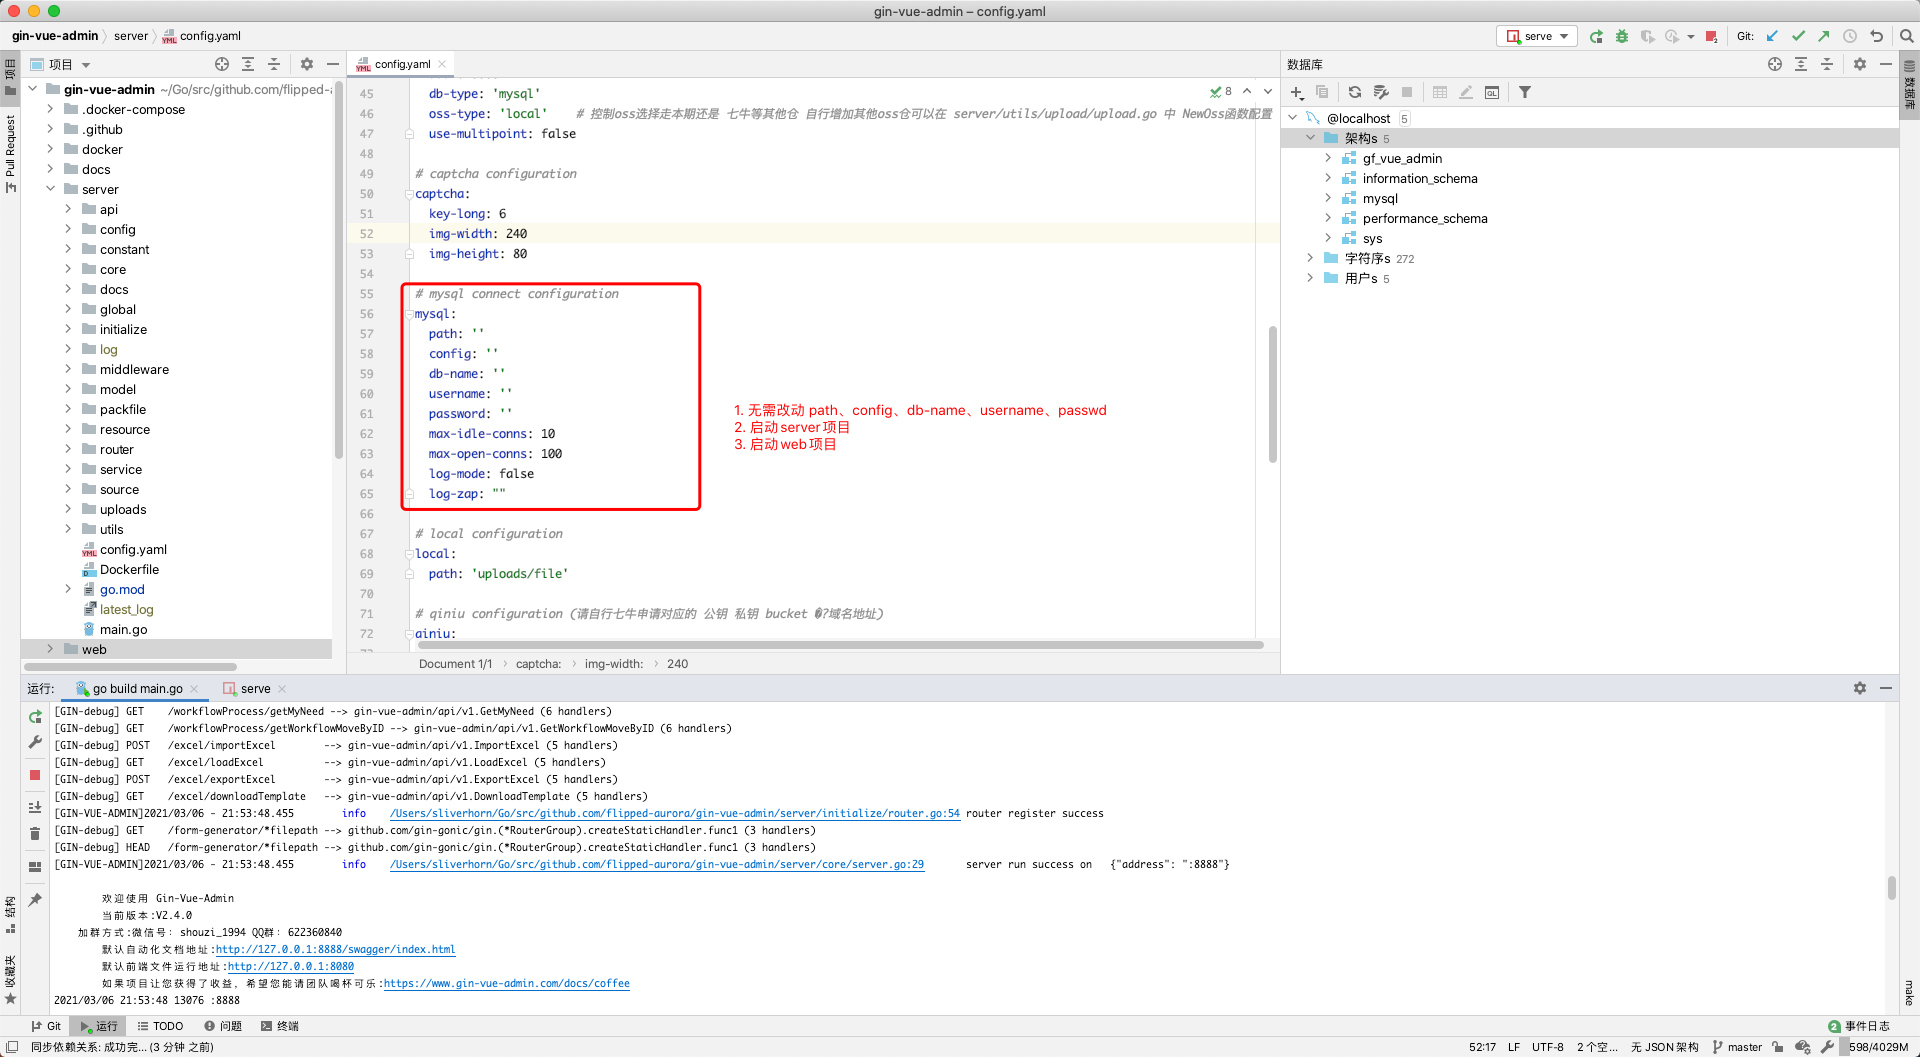 gin-vue-admin – config.yaml
gin-vue-admin
server
config.yaml
serve
Git:
项目
Pull Request
项目
gin-vue-admin ~/Go/src/github.com/flipped-a
.docker-compose
.github
docker
docs
server
api
config
constant
core
docs
global
initialize
log
middleware
model
packfile
resource
router
service
source
uploads
utils
config.yaml
Dockerfile
go.mod
latest_log
main.go
web
config.yaml
8
45 db-type: 'mysql'
46 oss-type: 'local' # 控制oss选择走本期还是 七牛等其他仓 自行增加其他oss仓可以在 server/utils/upload/upload.go 中 NewOss函数配置
47 use-multipoint: false
48
49 # captcha configuration
50 captcha:
51 key-long: 6
52 img-width: 240
53 img-height: 80
54
55 # mysql connect configuration
56 mysql:
57 path: ''
58 config: ''
59 db-name: ''
60 username: ''
61 password: ''
62 max-idle-conns: 10
63 max-open-conns: 100
64 log-mode: false
65 log-zap: ""
66
67 # local configuration
68 local:
69 path: 'uploads/file'
70
71 # qiniu configuration (请自行七牛申请对应的 公钥 私钥 bucket �?域名地址)
72 qiniu:
1. 无需改动 path、config、db-name、username、passwd
2. 启动server项目
3. 启动web项目
Document 1/1 › captcha: › img-width: › 240
数据库
@localhost 5
架构s 5
gf_vue_admin
information_schema
mysql
performance_schema
sys
字符序s 272
用户s 5
数据库
运行:
go build main.go
serve
[GIN-debug] GET /workflowProcess/getMyNeed --> gin-vue-admin/api/v1.GetMyNeed (6 handlers)
[GIN-debug] GET /workflowProcess/getWorkflowMoveByID --> gin-vue-admin/api/v1.GetWorkflowMoveByID (6 handlers)
[GIN-debug] POST /excel/importExcel --> gin-vue-admin/api/v1.ImportExcel (5 handlers)
[GIN-debug] GET /excel/loadExcel --> gin-vue-admin/api/v1.LoadExcel (5 handlers)
[GIN-debug] POST /excel/exportExcel --> gin-vue-admin/api/v1.ExportExcel (5 handlers)
[GIN-debug] GET /excel/downloadTemplate --> gin-vue-admin/api/v1.DownloadTemplate (5 handlers)
[GIN-VUE-ADMIN]2021/03/06 - 21:53:48.455 info /Users/sliverhorn/Go/src/github.com/flipped-aurora/gin-vue-admin/server/initialize/router.go:54 router register success
[GIN-debug] GET /form-generator/*filepath --> github.com/gin-gonic/gin.(*RouterGroup).createStaticHandler.func1 (3 handlers)
[GIN-debug] HEAD /form-generator/*filepath --> github.com/gin-gonic/gin.(*RouterGroup).createStaticHandler.func1 (3 handlers)
[GIN-VUE-ADMIN]2021/03/06 - 21:53:48.455 info /Users/sliverhorn/Go/src/github.com/flipped-aurora/gin-vue-admin/server/core/server.go:29 server run success on {"address": ":8888"}
欢迎使用 Gin-Vue-Admin
当前版本:V2.4.0
加群方式:微信号: shouzi_1994 QQ群: 622360840
默认自动化文档地址:http://127.0.0.1:8888/swagger/index.html
默认前端文件运行地址:http://127.0.0.1:8080
如果项目让您获得了收益, 希望您能请团队喝杯可乐:https://www.gin-vue-admin.com/docs/coffee
2021/03/06 21:53:48 13076 :8888
结构
收藏夹
make
Git
运行
TODO
问题
终端
2 事件日志
同步依赖关系: 成功完... (3 分钟 之前)
52:17 LF UTF-8 2 个空... 无 JSON 架构 master 598/4029M